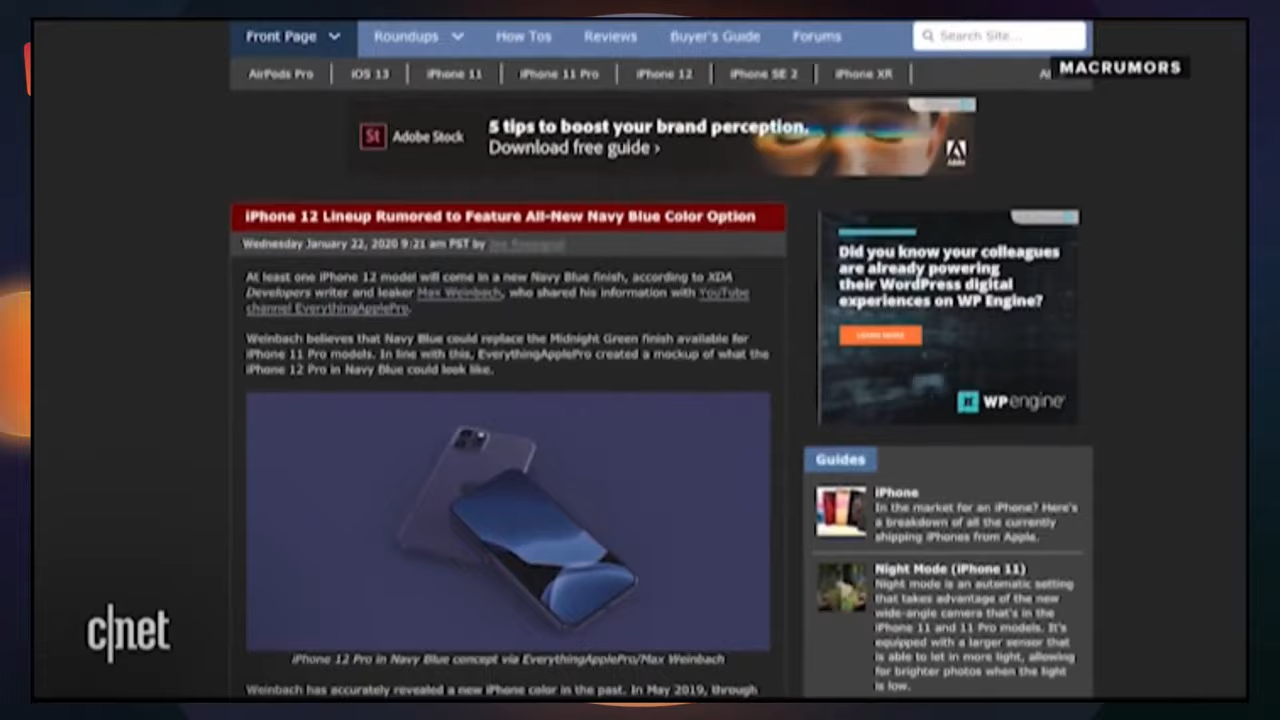 Front Page
Roundups
How Tos
Reviews
Buyer's Guide
Forums
Search Site...
AirPods Pro
iOS 13
iPhone 11
iPhone 11 Pro
iPhone 12
iPhone SE 2
iPhone XR
MACRUMORS
St Adobe Stock
5 tips to boost your brand perception.
Download free guide ›
Adobe
iPhone 12 Lineup Rumored to Feature All-New Navy Blue Color Option
Wednesday January 22, 2020 9:21 am PST by
At least one iPhone 12 model will come in a new Navy Blue finish, according to XDA
Developers writer and leaker Max Weinbach, who shared his information with YouTube
channel EverythingApplePro.
Weinbach believes that Navy Blue could replace the Midnight Green finish available for
iPhone 11 Pro models. In line with this, EverythingApplePro created a mockup of what the
iPhone 12 Pro in Navy Blue could look like.
iPhone 12 Pro in Navy Blue concept via EverythingApplePro/Max Weinbach
Weinbach has accurately revealed a new iPhone color in the past. In May 2019, through
Did you know your colleagues
are already powering
their WordPress digital
experiences on WP Engine?
LEARN MORE
WPengine
Guides
iPhone
In the market for an iPhone? Here's
a breakdown of all the currently
shipping iPhones from Apple.
Night Mode (iPhone 11)
Night mode is an automatic setting
that takes advantage of the new
wide-angle camera that's in the
iPhone 11 and 11 Pro models. It's
equipped with a larger sensor that
is able to let in more light, allowing
for brighter photos when the light
is low.
c|net